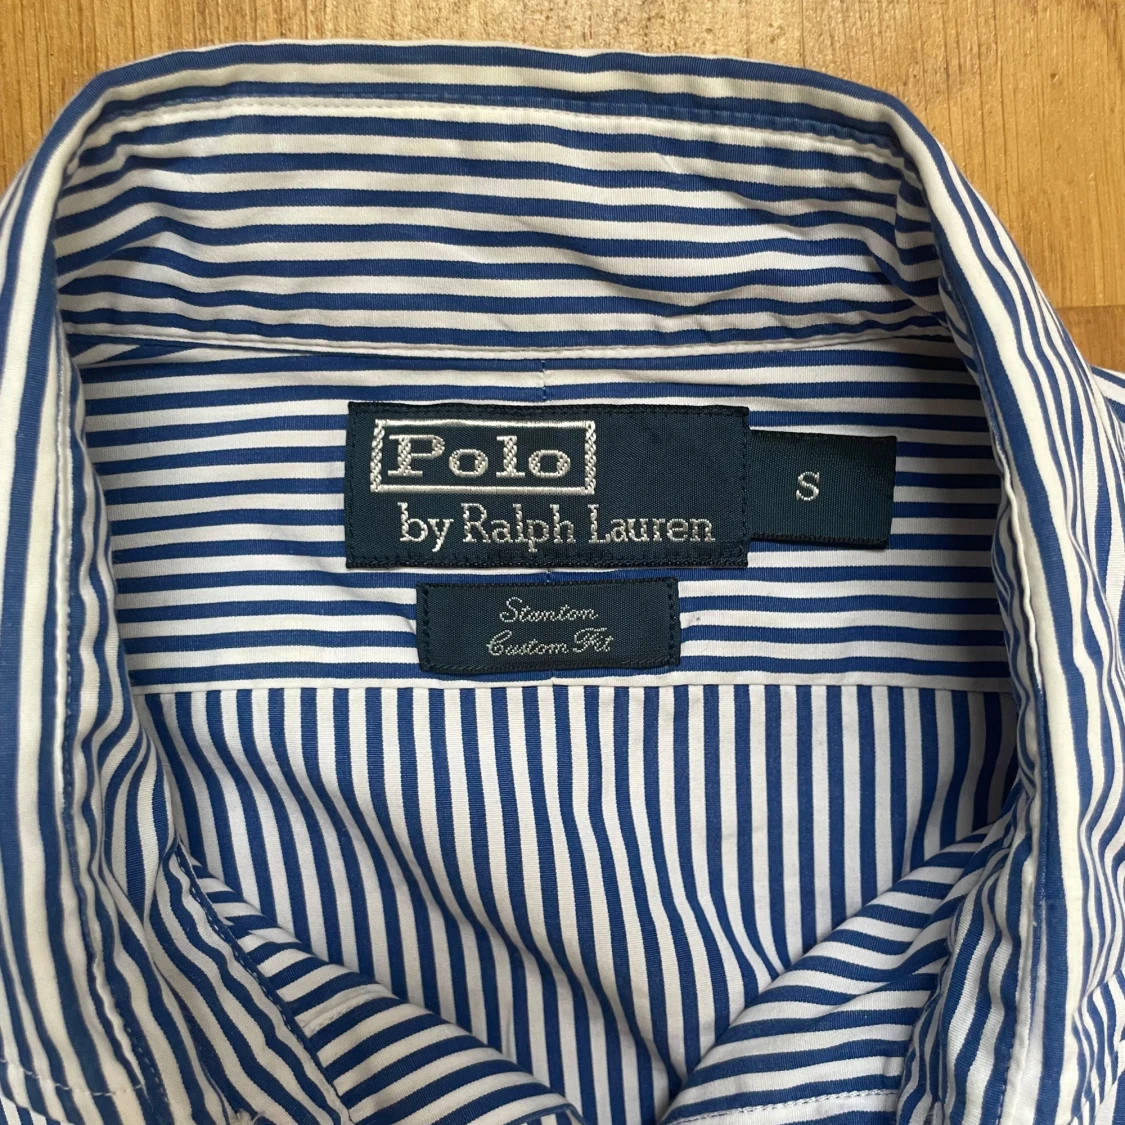 Polo
by Ralph Lauren
S
Stanton
Custom Fit